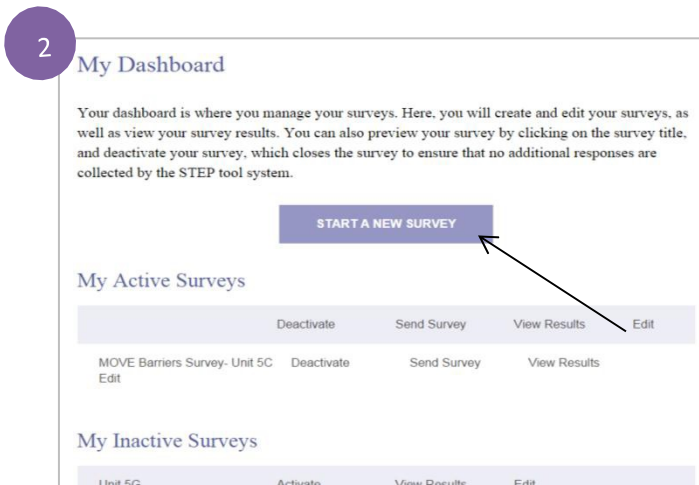 2
My Dashboard
Your dashboard is where you manage your surveys. Here, you will create and edit your surveys, as
well as view your survey results. You can also preview your survey by clicking on the survey title,
and deactivate your survey, which closes the survey to ensure that no additional responses are
collected by the STEP tool system.
START A NEW SURVEY
My Active Surveys
Deactivate Send Survey View Results Edit
MOVE Barriers Survey- Unit 5C Deactivate Send Survey View Results
Edit
My Inactive Surveys
Unit 5G Activate View Results Edit